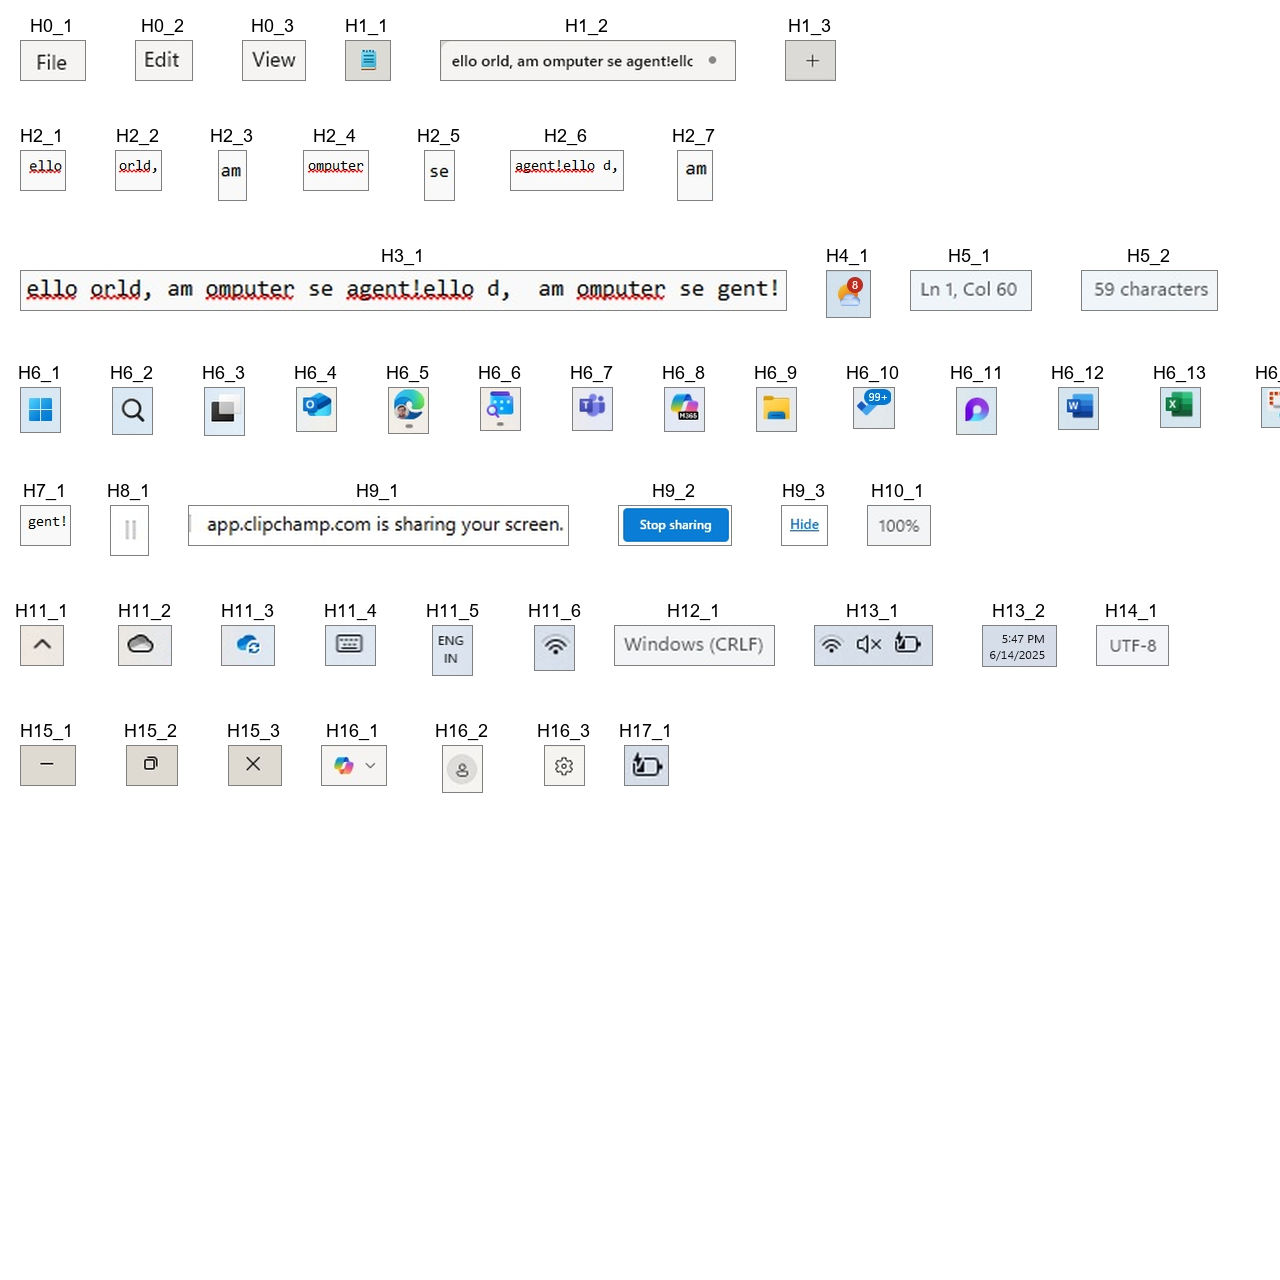 H0_1 H0_2 H0_3 H1_1 H1_2 H1_3
File Edit View ello orld, am omputer se agent!ellc
H2_1 H2_2 H2_3 H2_4 H2_5 H2_6 H2_7
ello orld, am omputer se agent!ello d, am
H3_1 H4_1 H5_1 H5_2
ello orld, am omputer se agent!ello d,  am omputer se gent! 8 Ln 1, Col 60 59 characters
H6_1 H6_2 H6_3 H6_4 H6_5 H6_6 H6_7 H6_8 H6_9 H6_10 H6_11 H6_12 H6_13 H6_
M365 99+
H7_1 H8_1 H9_1 H9_2 H9_3 H10_1
gent! app.clipchamp.com is sharing your screen. Stop sharing Hide 100%
H11_1 H11_2 H11_3 H11_4 H11_5 H11_6 H12_1 H13_1 H13_2 H14_1
ENG
IN
Windows (CRLF)
5:47 PM
6/14/2025
UTF-8
H15_1 H15_2 H15_3 H16_1 H16_2 H16_3 H17_1